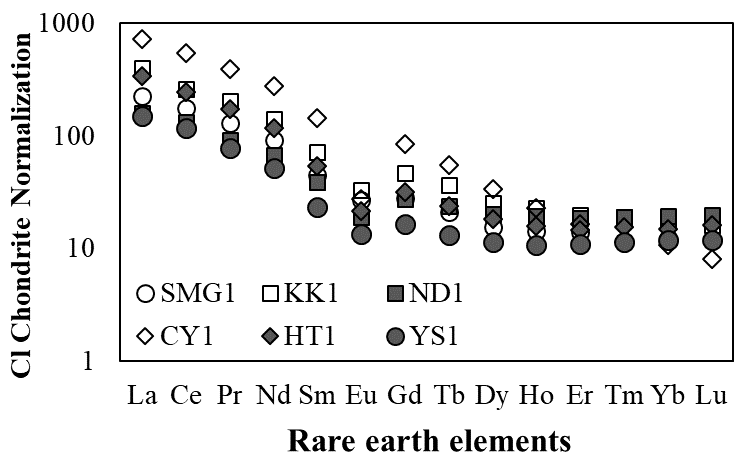 1000
100
10
1
Cl Chondrite Normalization
SMG1 KK1 ND1
CY1 HT1 YS1
La Ce Pr Nd Sm Eu Gd Tb Dy Ho Er Tm Yb Lu
Rare earth elements